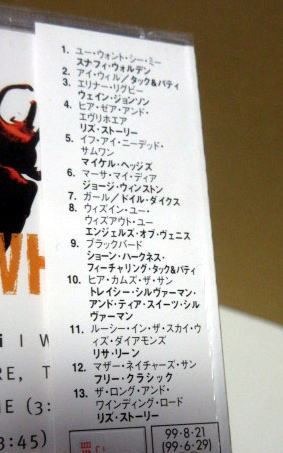 1. ユー・ウォント・シー・ミー
スナフィ・ウォルデン
2. アイ・ウィル／タック&パティ
3. エリナー・リグビー
ウェイン・ジョンソン
4. ヒア・ゼア・アンド・
エヴリホエア
リズ・ストーリー
5. イフ・アイ・ニーデッド・
サムワン
マイケル・ヘッジズ
6. マーサ・マイ・ディア
ジョージ・ウィンストン
7. ガール／ドイル・ダイクス
8. ウィズイン・ユー・
ウィズアウト・ユー
エンジェルズ・オブ・ヴェニス
9. ブラックバード
ショーン・ハークネス・
フィーチャリング・タック&パティ
10. ヒア・カムズ・ザ・サン
トレイシー・シルヴァーマン・
アンド・ティア・スイーツ・シル
ヴァーマン
11. ルーシー・イン・ザ・スカイ・ウ
ィズ・ダイアモンズ
リサ・リーン
12. マザー・ネイチャーズ・サン
フリー・クラシック
13. ザ・ロング・アンド・
ワインディング・ロード
リズ・ストーリー
99・8・21
(99・6・29)
WH
i I W
RE, T
ME (3:
3:45)